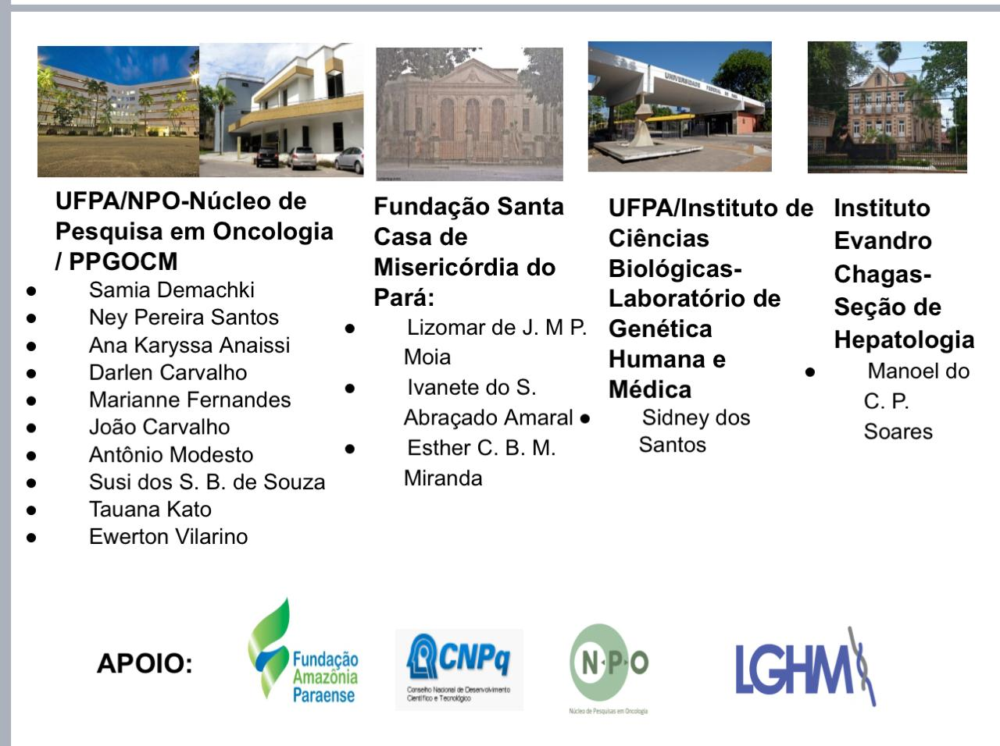 UNIVERSIDADE FEDERAL DO PARÁ
UFPA/NPO-Núcleo de
Pesquisa em Oncologia
/ PPGOCM
● Samia Demachki
● Ney Pereira Santos
● Ana Karyssa Anaissi
● Darlen Carvalho
● Marianne Fernandes
● João Carvalho
● Antônio Modesto
● Susi dos S. B. de Souza
● Tauana Kato
● Ewerton Vilarino
Fundação Santa
Casa de
Misericórdia do
Pará:
● Lizomar de J. M P.
Moia
● Ivanete do S.
Abraçado Amaral
● Esther C. B. M.
Miranda
UFPA/Instituto de
Ciências
Biológicas-
Laboratório de
Genética
Humana e
Médica
● Sidney dos
Santos
Instituto
Evandro
Chagas-
Seção de
Hepatologia
● Manoel do
C. P.
Soares
APOIO:
Fundação
Amazônia
Paraense
CNPq
Conselho Nacional de Desenvolvimento
Científico e Tecnológico
N·P·O
Núcleo de Pesquisas em Oncologia
LGHM